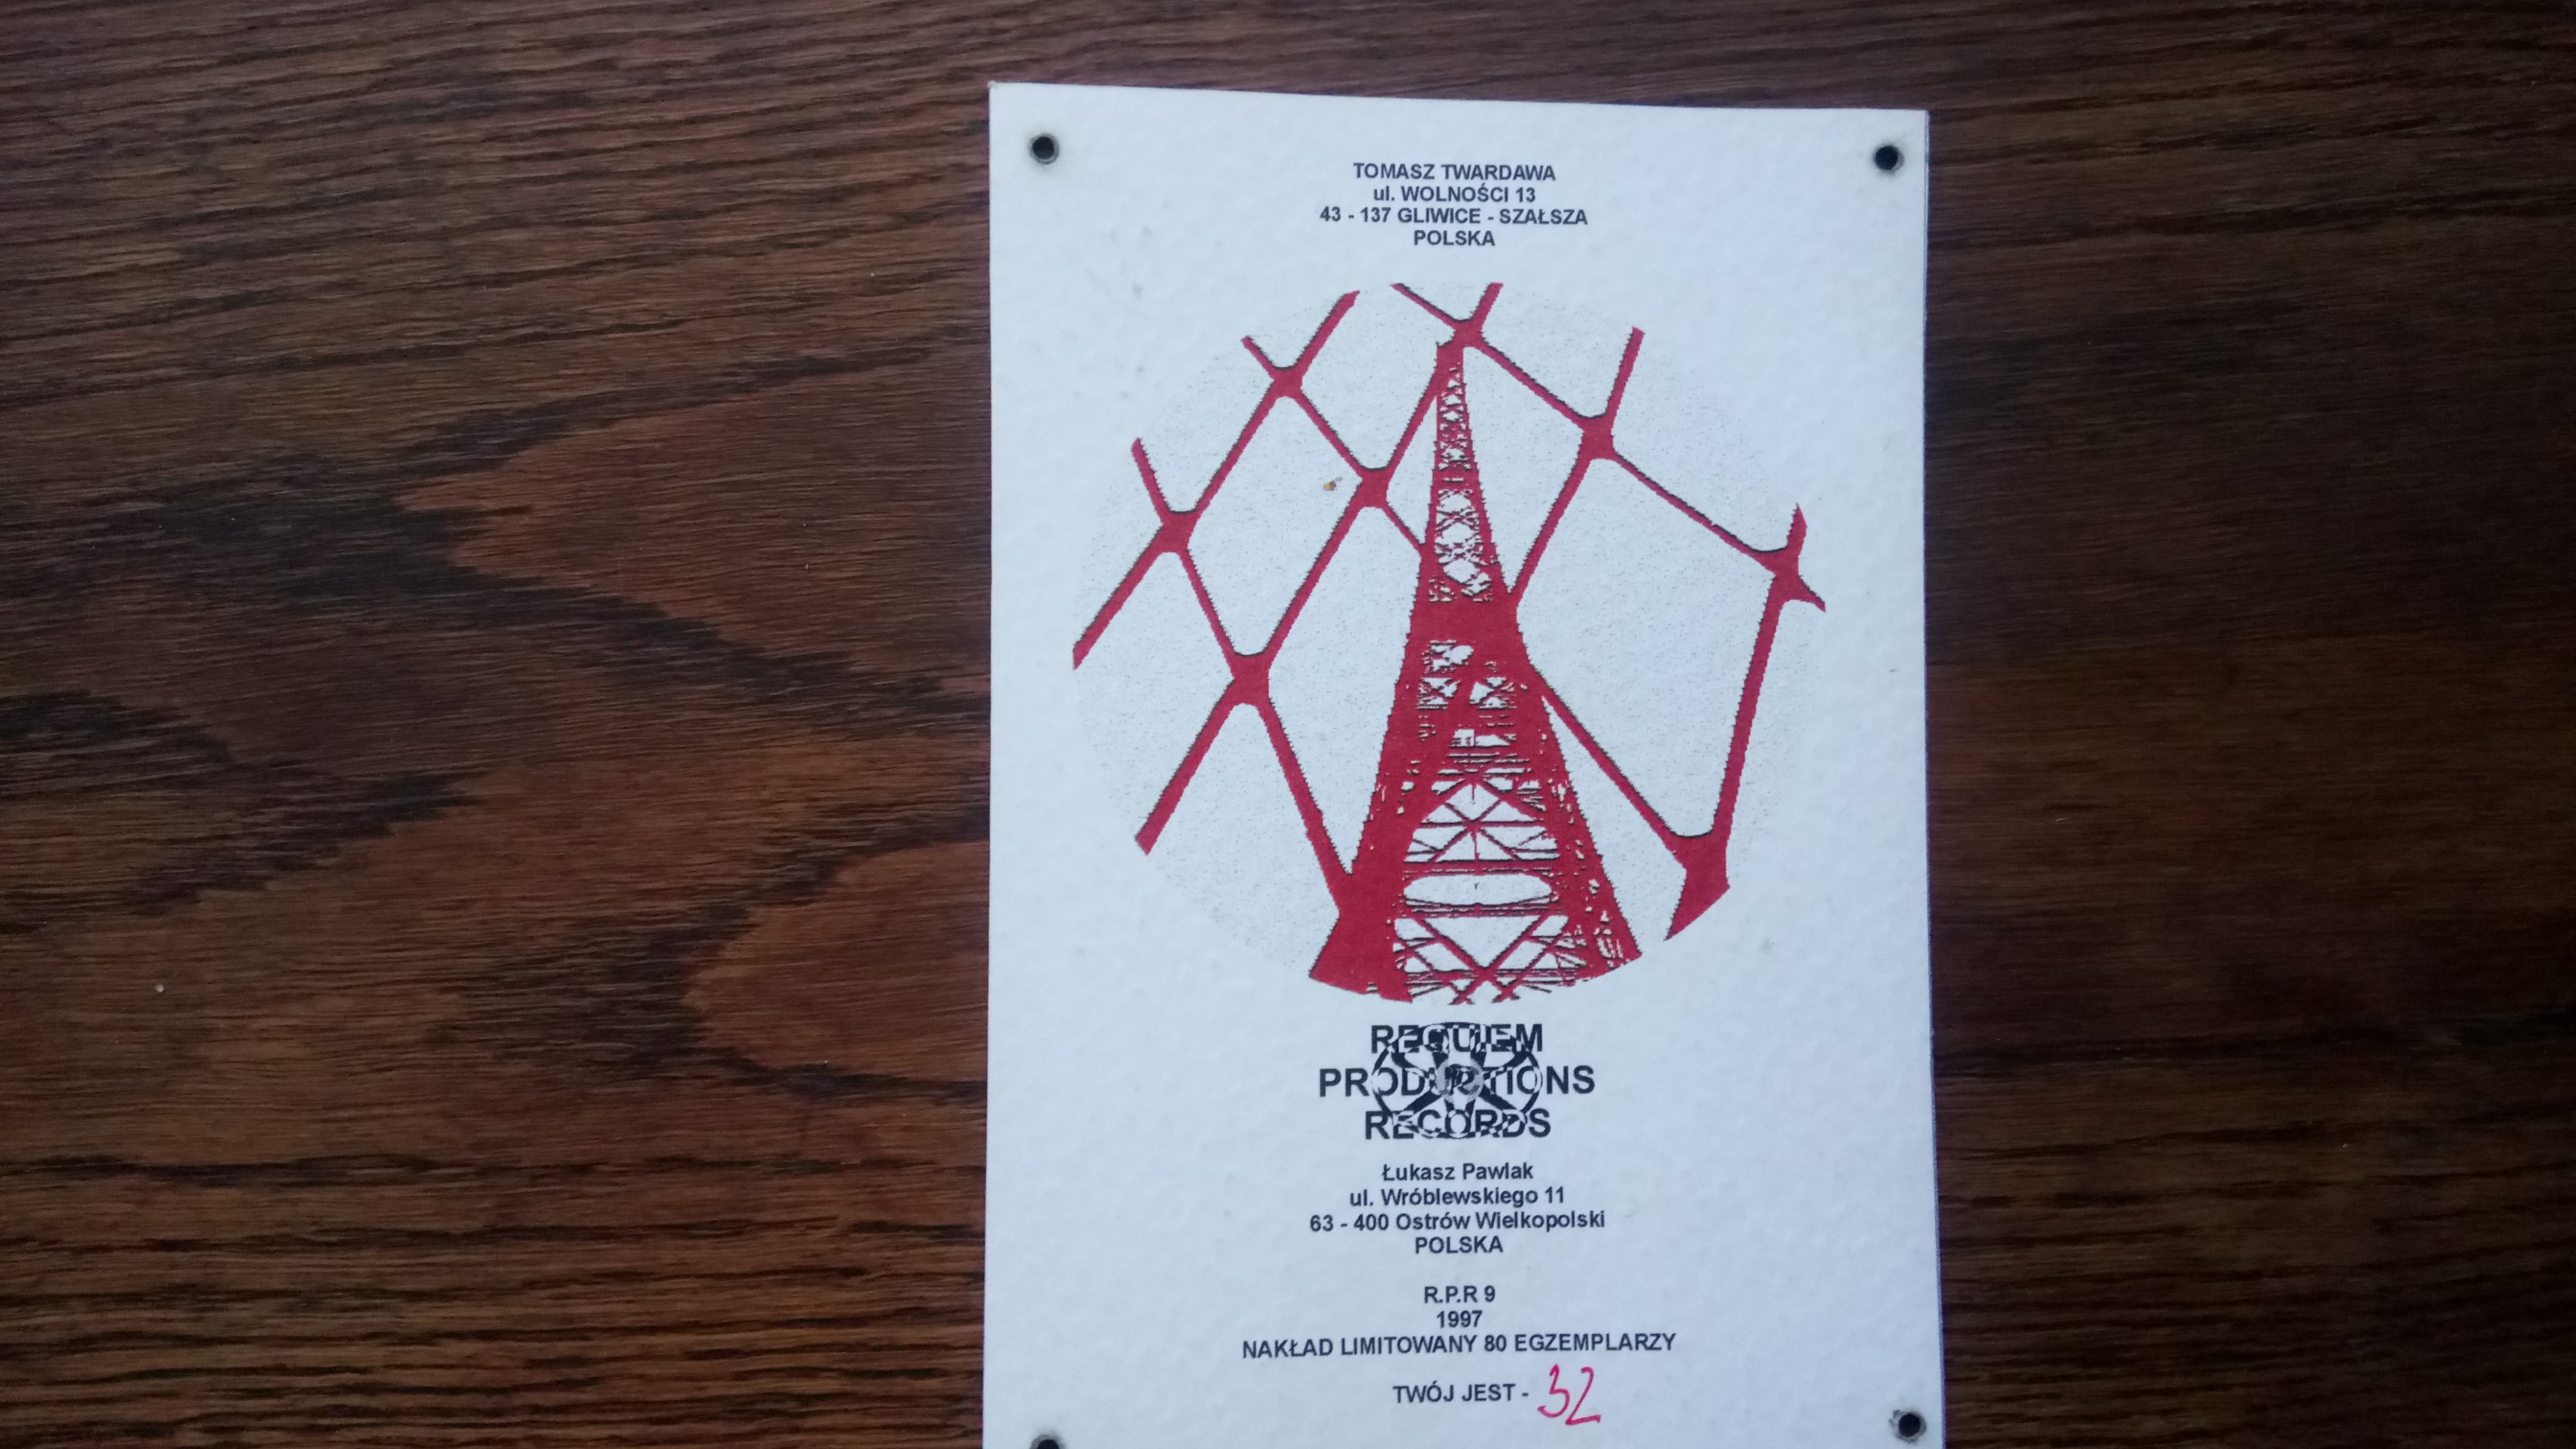 TOMASZ TWARDAWA
ul. WOLNOŚCI 13
43 - 137 GLIWICE - SZAŁSZA
POLSKA
REQUIEM
PRODUCTIONS
RECORDS
Łukasz Pawlak
ul. Wróblewskiego 11
63 - 400 Ostrów Wielkopolski
POLSKA
R.P.R 9
1997
NAKŁAD LIMITOWANY 80 EGZEMPLARZY
TWÓJ JEST - 32